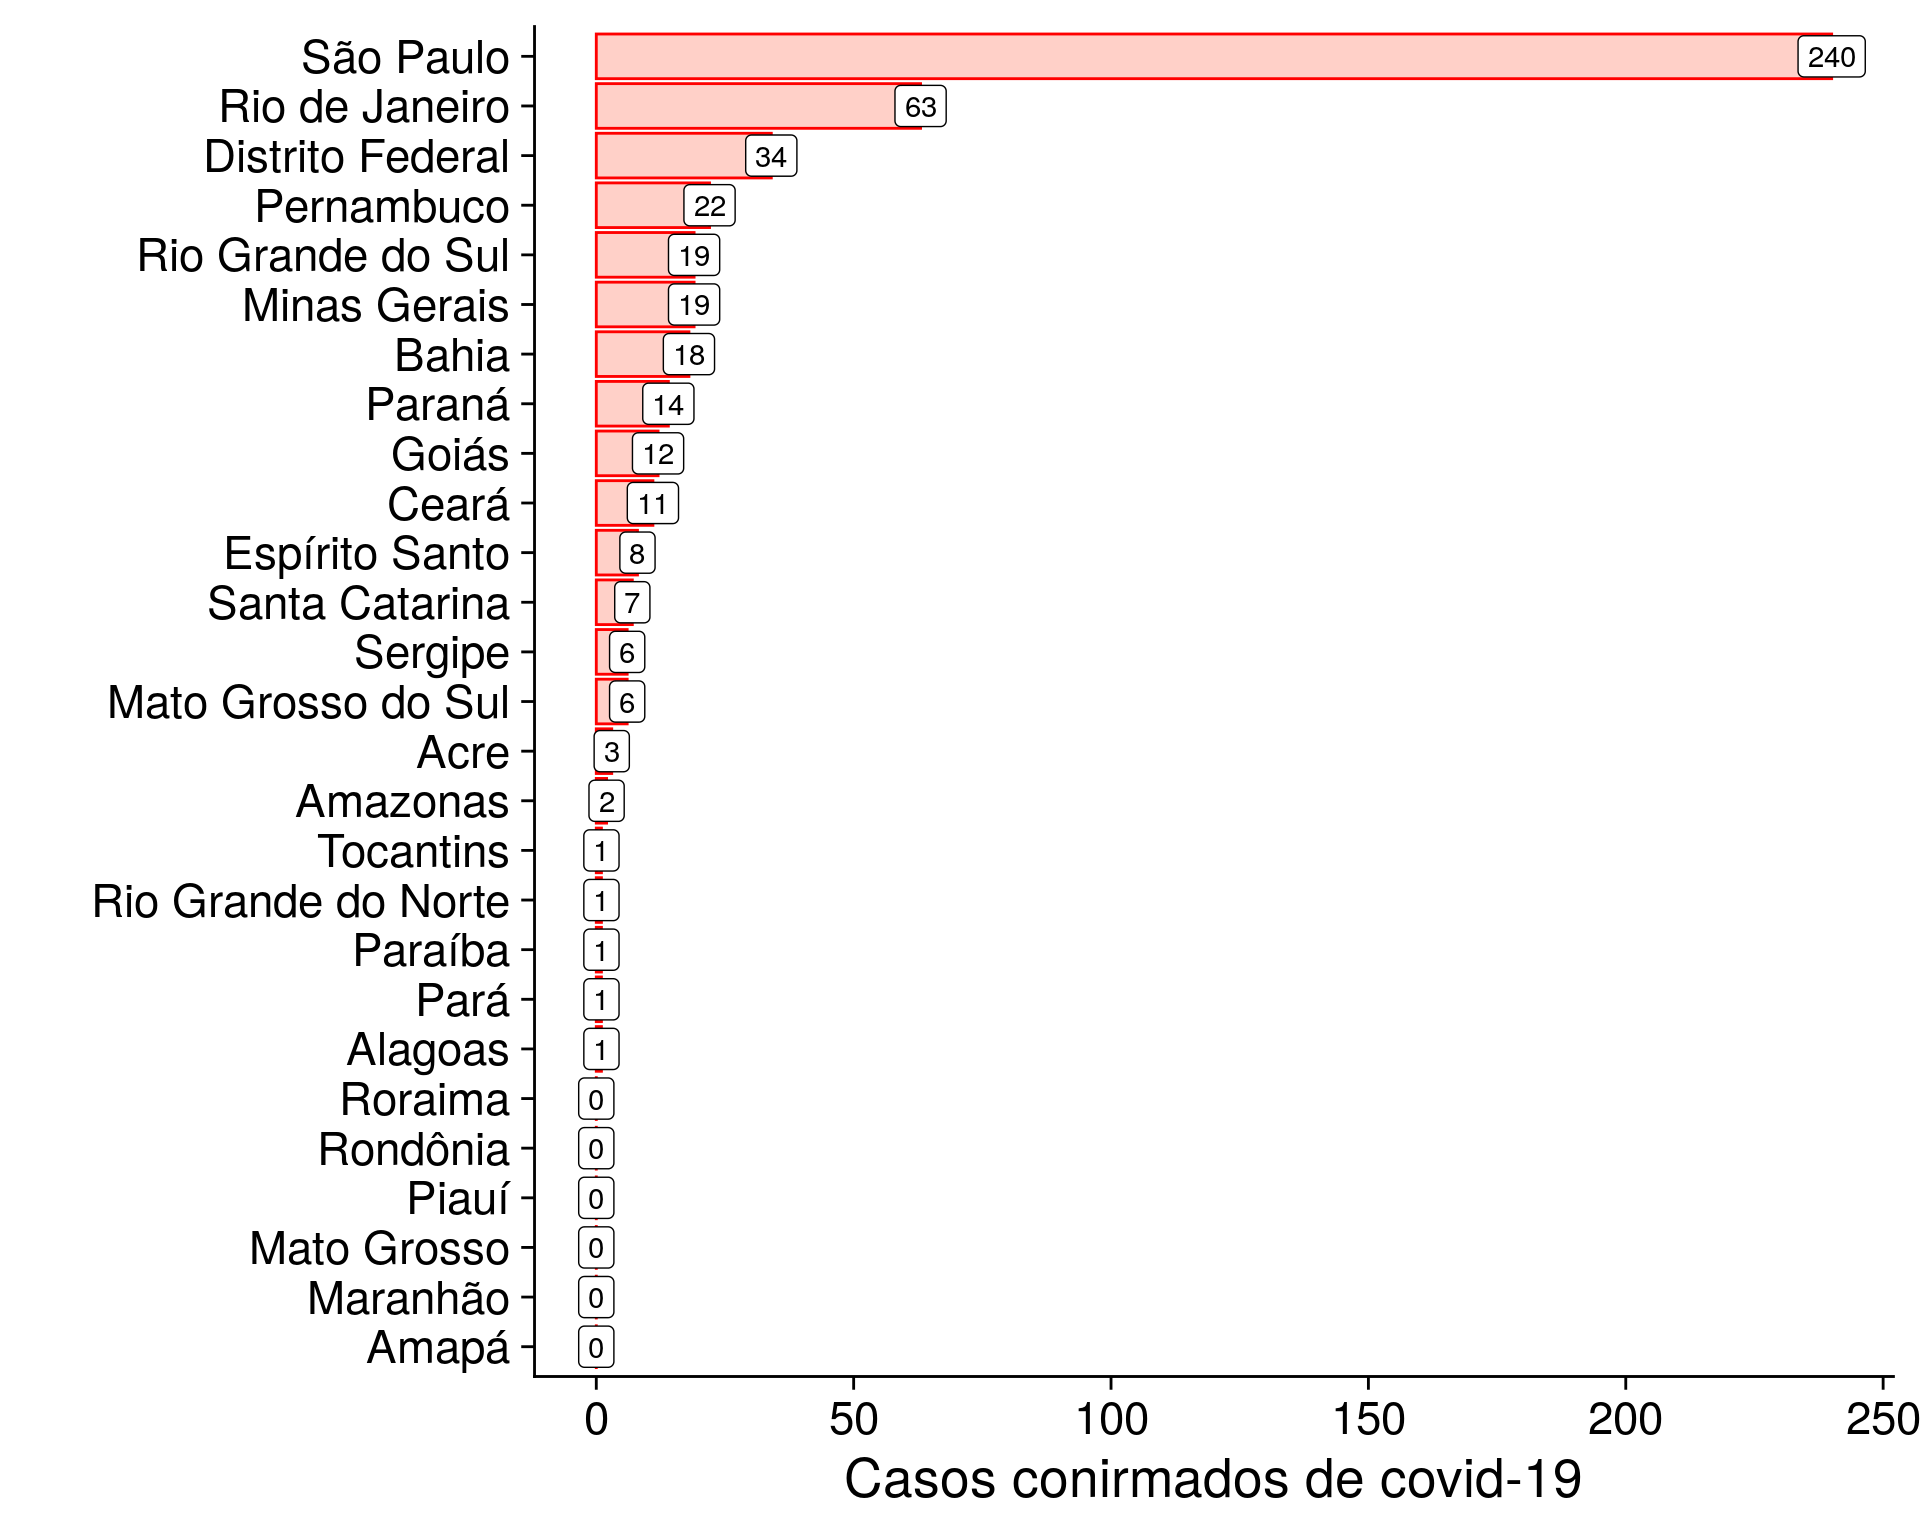 São Paulo 240
Rio de Janeiro 63
Distrito Federal 34
Pernambuco 22
Rio Grande do Sul 19
Minas Gerais 19
Bahia 18
Paraná 14
Goiás 12
Ceará 11
Espírito Santo 8
Santa Catarina 7
Sergipe 6
Mato Grosso do Sul 6
Acre 3
Amazonas 2
Tocantins 1
Rio Grande do Norte 1
Paraíba 1
Pará 1
Alagoas 1
Roraima 0
Rondônia 0
Piauí 0
Mato Grosso 0
Maranhão 0
Amapá 0
0 50 100 150 200 250
Casos conirmados de covid-19